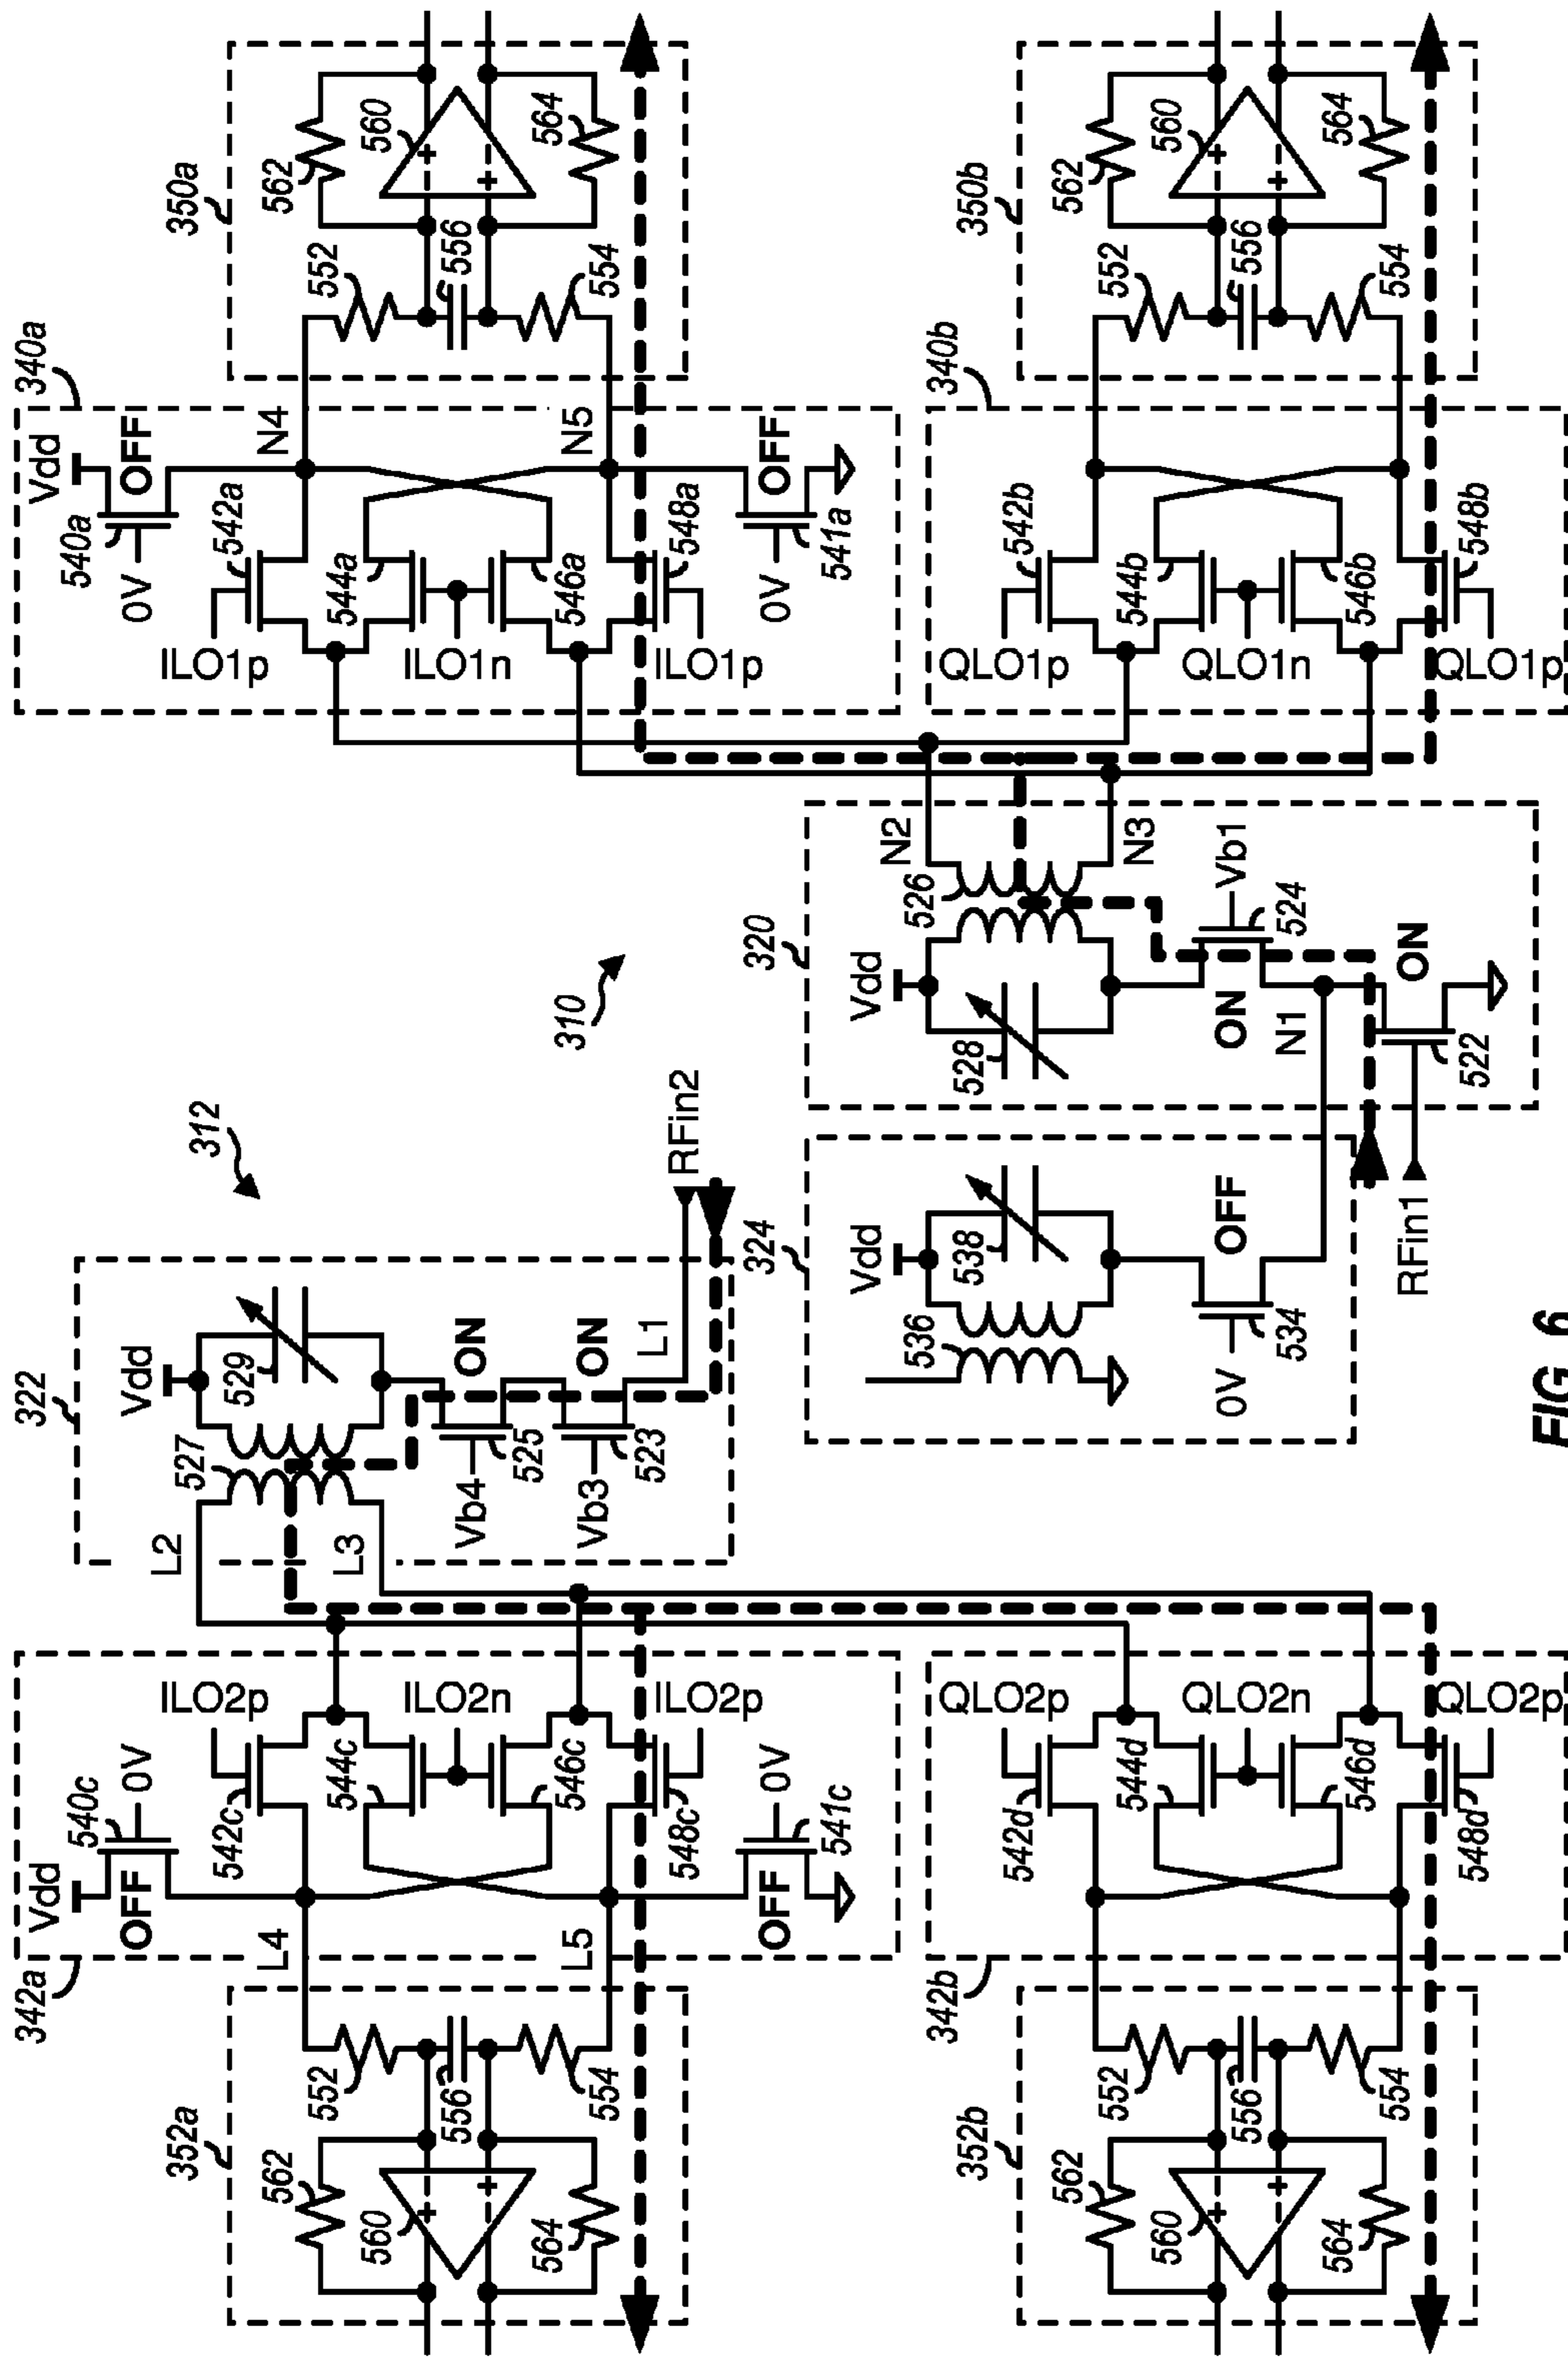 352a
562
560
564
552
556
554
342a
Vdd
540c
0V
OFF
L4
L5
ILO2p
542c
544c
ILO2n
546c
548c
ILO2p
OFF
0V
541c
322
L2
L3
527
Vdd
529
Vb4
525
ON
Vb3
523
ON
L1
RFin2
312
310
340a
Vdd
540a
0V
OFF
N4
N5
542a
ILO1p
544a
ILO1n
546a
548a
ILO1p
OFF
0V
541a
350a
552
556
554
562
560
564
352b
562
560
564
552
556
554
342b
QLO2p
542d
544d
QLO2n
546d
QLO2p
548d
324
536
Vdd
538
0V
534
OFF
RFin1
320
Vdd
528
526
N2
N3
Vb1
524
ON
N1
ON
522
340b
QLO1p
542b
544b
QLO1n
546b
QLO1p
548b
350b
552
556
554
562
560
564
FIG. 6